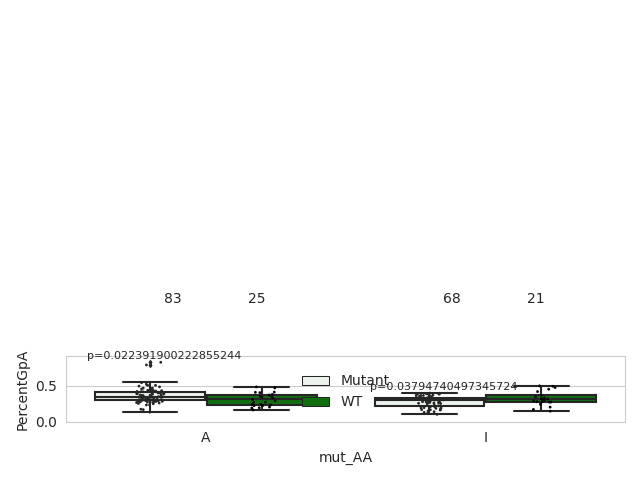 83 25 68 21
p=0.022391900222855244
Mutant
p=0.03794740497345724
WT
PercentGpA
0.5
0.0
A I
mut_AA